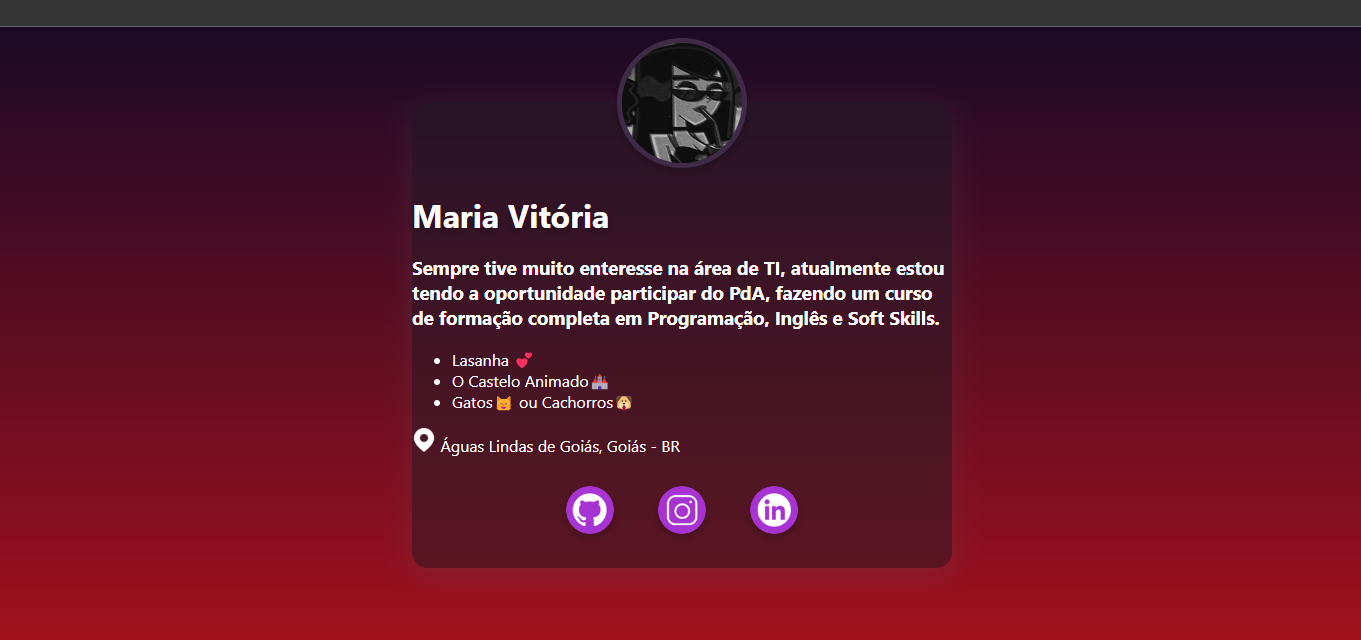 Maria Vitória
Sempre tive muito enteresse na área de TI, atualmente estou
tendo a oportunidade participar do PdA, fazendo um curso
de formação completa em Programação, Inglês e Soft Skills.
Lasanha 💕
O Castelo Animado🏰
Gatos😺 ou Cachorros🐶
Águas Lindas de Goiás, Goiás - BR
in